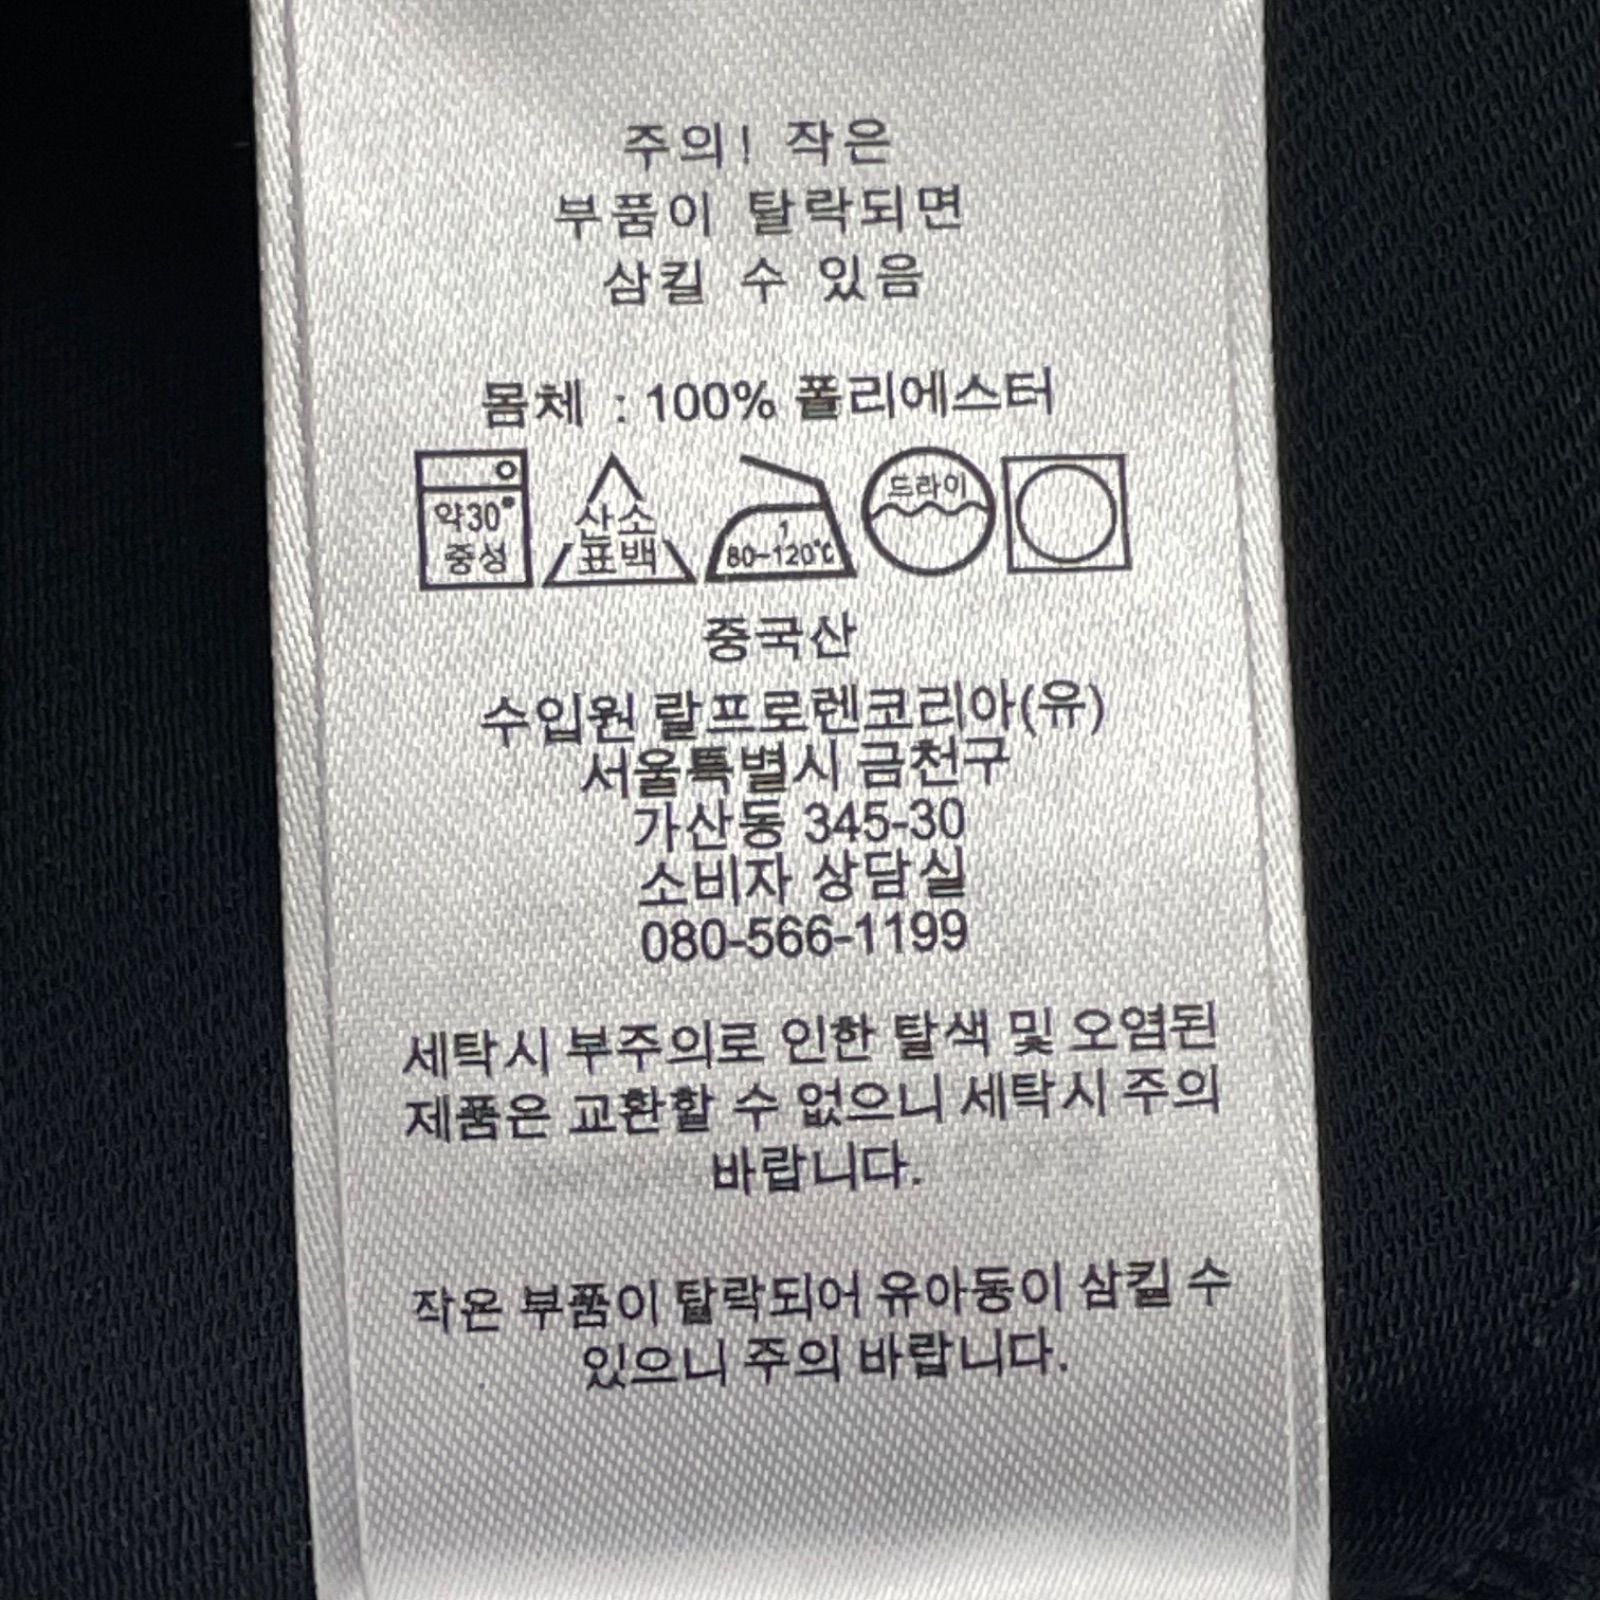 주의! 작은
부품이 탈락되면
삼킬 수 있음
몸체 : 100% 폴리에스터
약30°
중성
산소
표백
1
80~120℃
드라이
중국산
수입원 랄프로렌코리아(유)
서울특별시 금천구
가산동 345-30
소비자 상담실
080-566-1199
세탁시 부주의로 인한 탈색 및 오염된
제품은 교환할 수 없으니 세탁시 주의
바랍니다.
작은 부품이 탈락되어 유아동이 삼킬 수
있으니 주의 바랍니다.